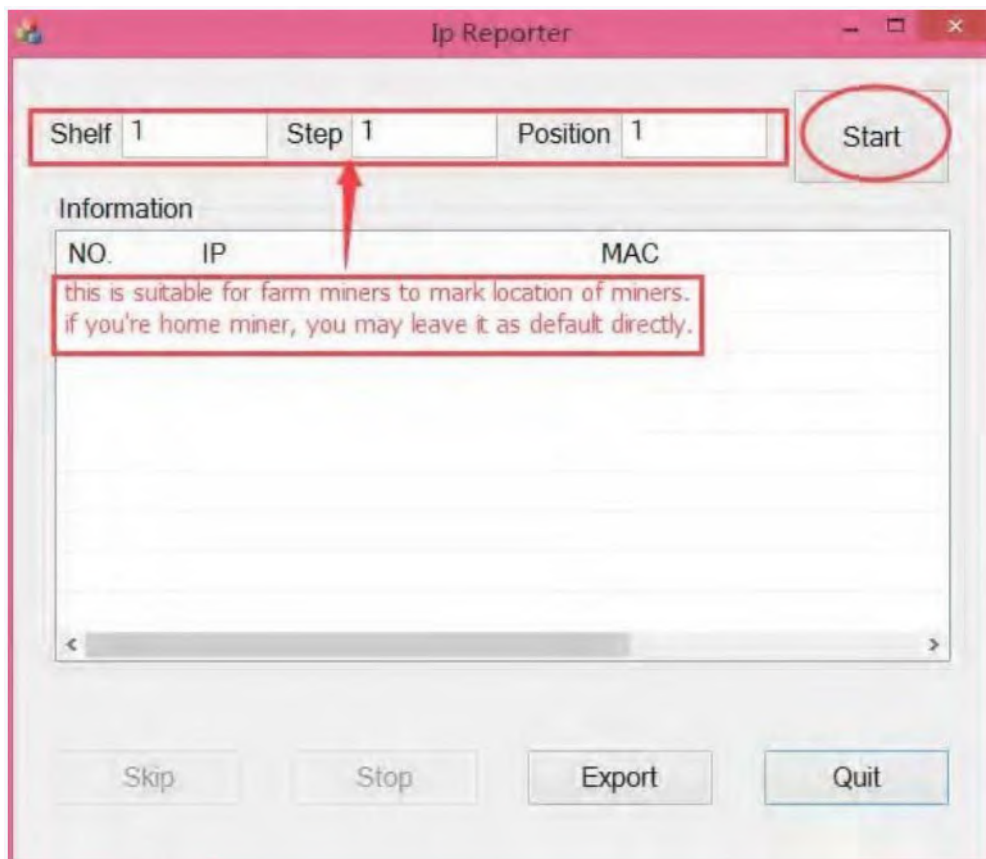 Ip Reporter
Shelf 1 Step 1 Position 1 Start
Information
NO. IP MAC
this is suitable for farm miners to mark location of miners.
if you're home miner, you may leave it as default directly.
Skip Stop Export Quit